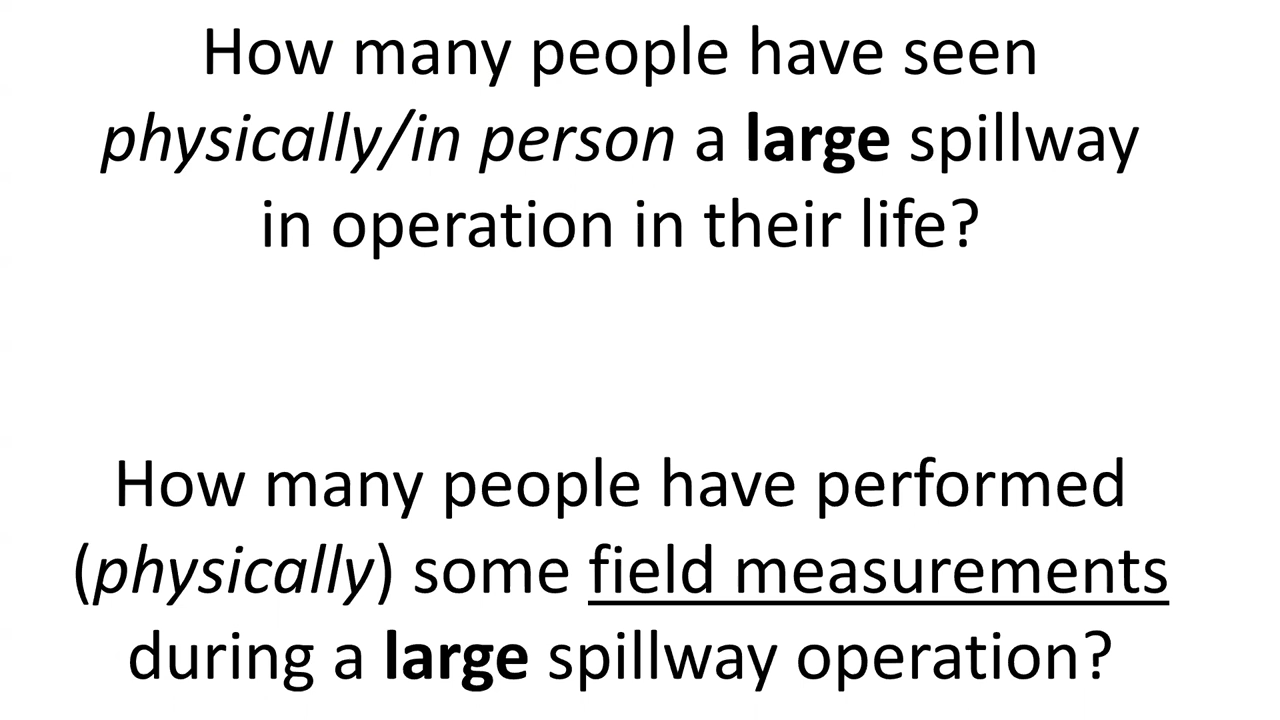 How many people have seen
physically/in person a large spillway
in operation in their life?
How many people have performed
(physically) some field measurements
during a large spillway operation?